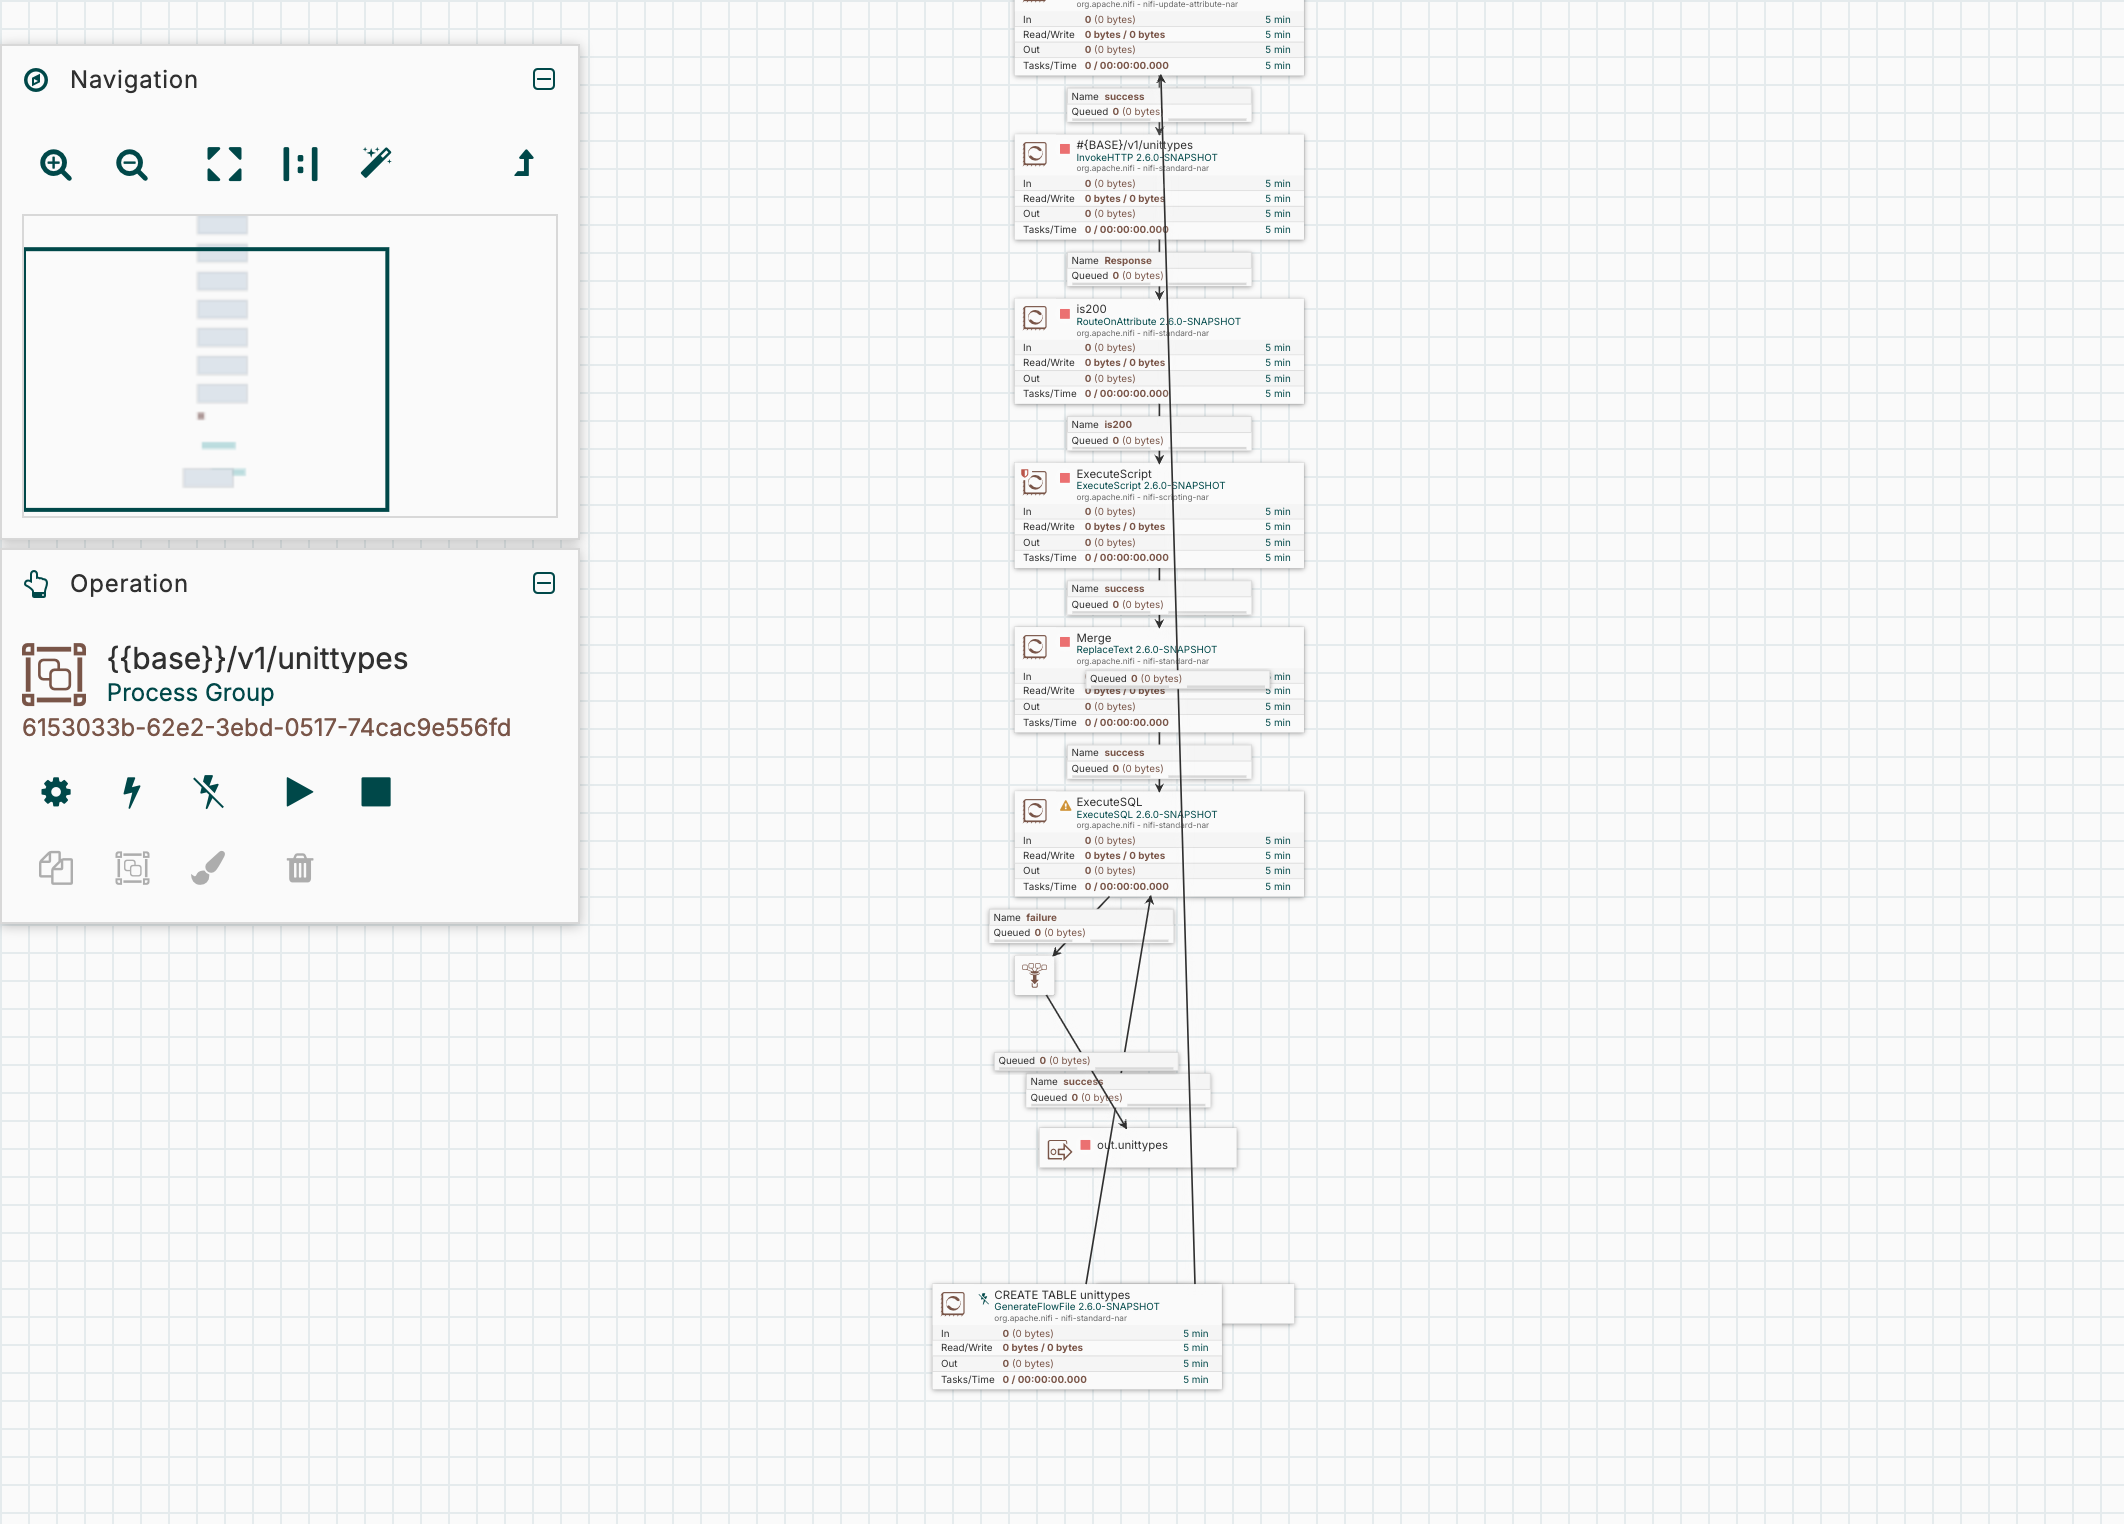 Navigation
Operation
{{base}}/v1/unittypes
Process Group
6153033b-62e2-3ebd-0517-74cac9e556fd
org.apache.nifi - nifi-update-attribute-nar
In 0 (0 bytes) 5 min
Read/Write 0 bytes / 0 bytes 5 min
Out 0 (0 bytes) 5 min
Tasks/Time 0 / 00:00:00.000 5 min
Name success
Queued 0 (0 bytes)
#{BASE}/v1/unittypes
InvokeHTTP 2.6.0-SNAPSHOT
org.apache.nifi - nifi-standard-nar
In 0 (0 bytes) 5 min
Read/Write 0 bytes / 0 bytes 5 min
Out 0 (0 bytes) 5 min
Tasks/Time 0 / 00:00:00.000 5 min
Name Response
Queued 0 (0 bytes)
is200
RouteOnAttribute 2.6.0-SNAPSHOT
org.apache.nifi - nifi-standard-nar
In 0 (0 bytes) 5 min
Read/Write 0 bytes / 0 bytes 5 min
Out 0 (0 bytes) 5 min
Tasks/Time 0 / 00:00:00.000 5 min
Name is200
Queued 0 (0 bytes)
ExecuteScript
ExecuteScript 2.6.0-SNAPSHOT
org.apache.nifi - nifi-scripting-nar
In 0 (0 bytes) 5 min
Read/Write 0 bytes / 0 bytes 5 min
Out 0 (0 bytes) 5 min
Tasks/Time 0 / 00:00:00.000 5 min
Name success
Queued 0 (0 bytes)
Merge
ReplaceText 2.6.0-SNAPSHOT
org.apache.nifi - nifi-standard-nar
In min
Queued 0 (0 bytes)
Read/Write 0 bytes / 0 bytes 5 min
Out 0 (0 bytes) 5 min
Tasks/Time 0 / 00:00:00.000 5 min
Name success
Queued 0 (0 bytes)
ExecuteSQL
ExecuteSQL 2.6.0-SNAPSHOT
org.apache.nifi - nifi-standard-nar
In 0 (0 bytes) 5 min
Read/Write 0 bytes / 0 bytes 5 min
Out 0 (0 bytes) 5 min
Tasks/Time 0 / 00:00:00.000 5 min
Name failure
Queued 0 (0 bytes)
Queued 0 (0 bytes)
Name success
Queued 0 (0 bytes)
out.unittypes
CREATE TABLE unittypes
GenerateFlowFile 2.6.0-SNAPSHOT
org.apache.nifi - nifi-standard-nar
In 0 (0 bytes) 5 min
Read/Write 0 bytes / 0 bytes 5 min
Out 0 (0 bytes) 5 min
Tasks/Time 0 / 00:00:00.000 5 min